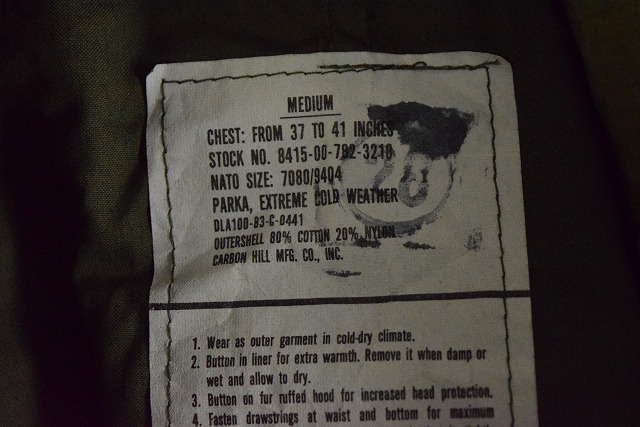 MEDIUM
CHEST: FROM 37 TO 41 INCHES
STOCK NO. 8415-00-782-3218
NATO SIZE: 7080/9404
PARKA, EXTREME COLD WEATHER
DLA100-83-C-0441
OUTERSHELL 80% COTTON 20% NYLON
CARBON HILL MFG. CO., INC.
20
1. Wear as outer garment in cold-dry climate.
2. Button in liner for extra warmth. Remove it when damp or
wet and allow to dry.
3. Button on fur ruffed hood for increased head protection.
4. Fasten drawstrings at waist and bottom for maximum